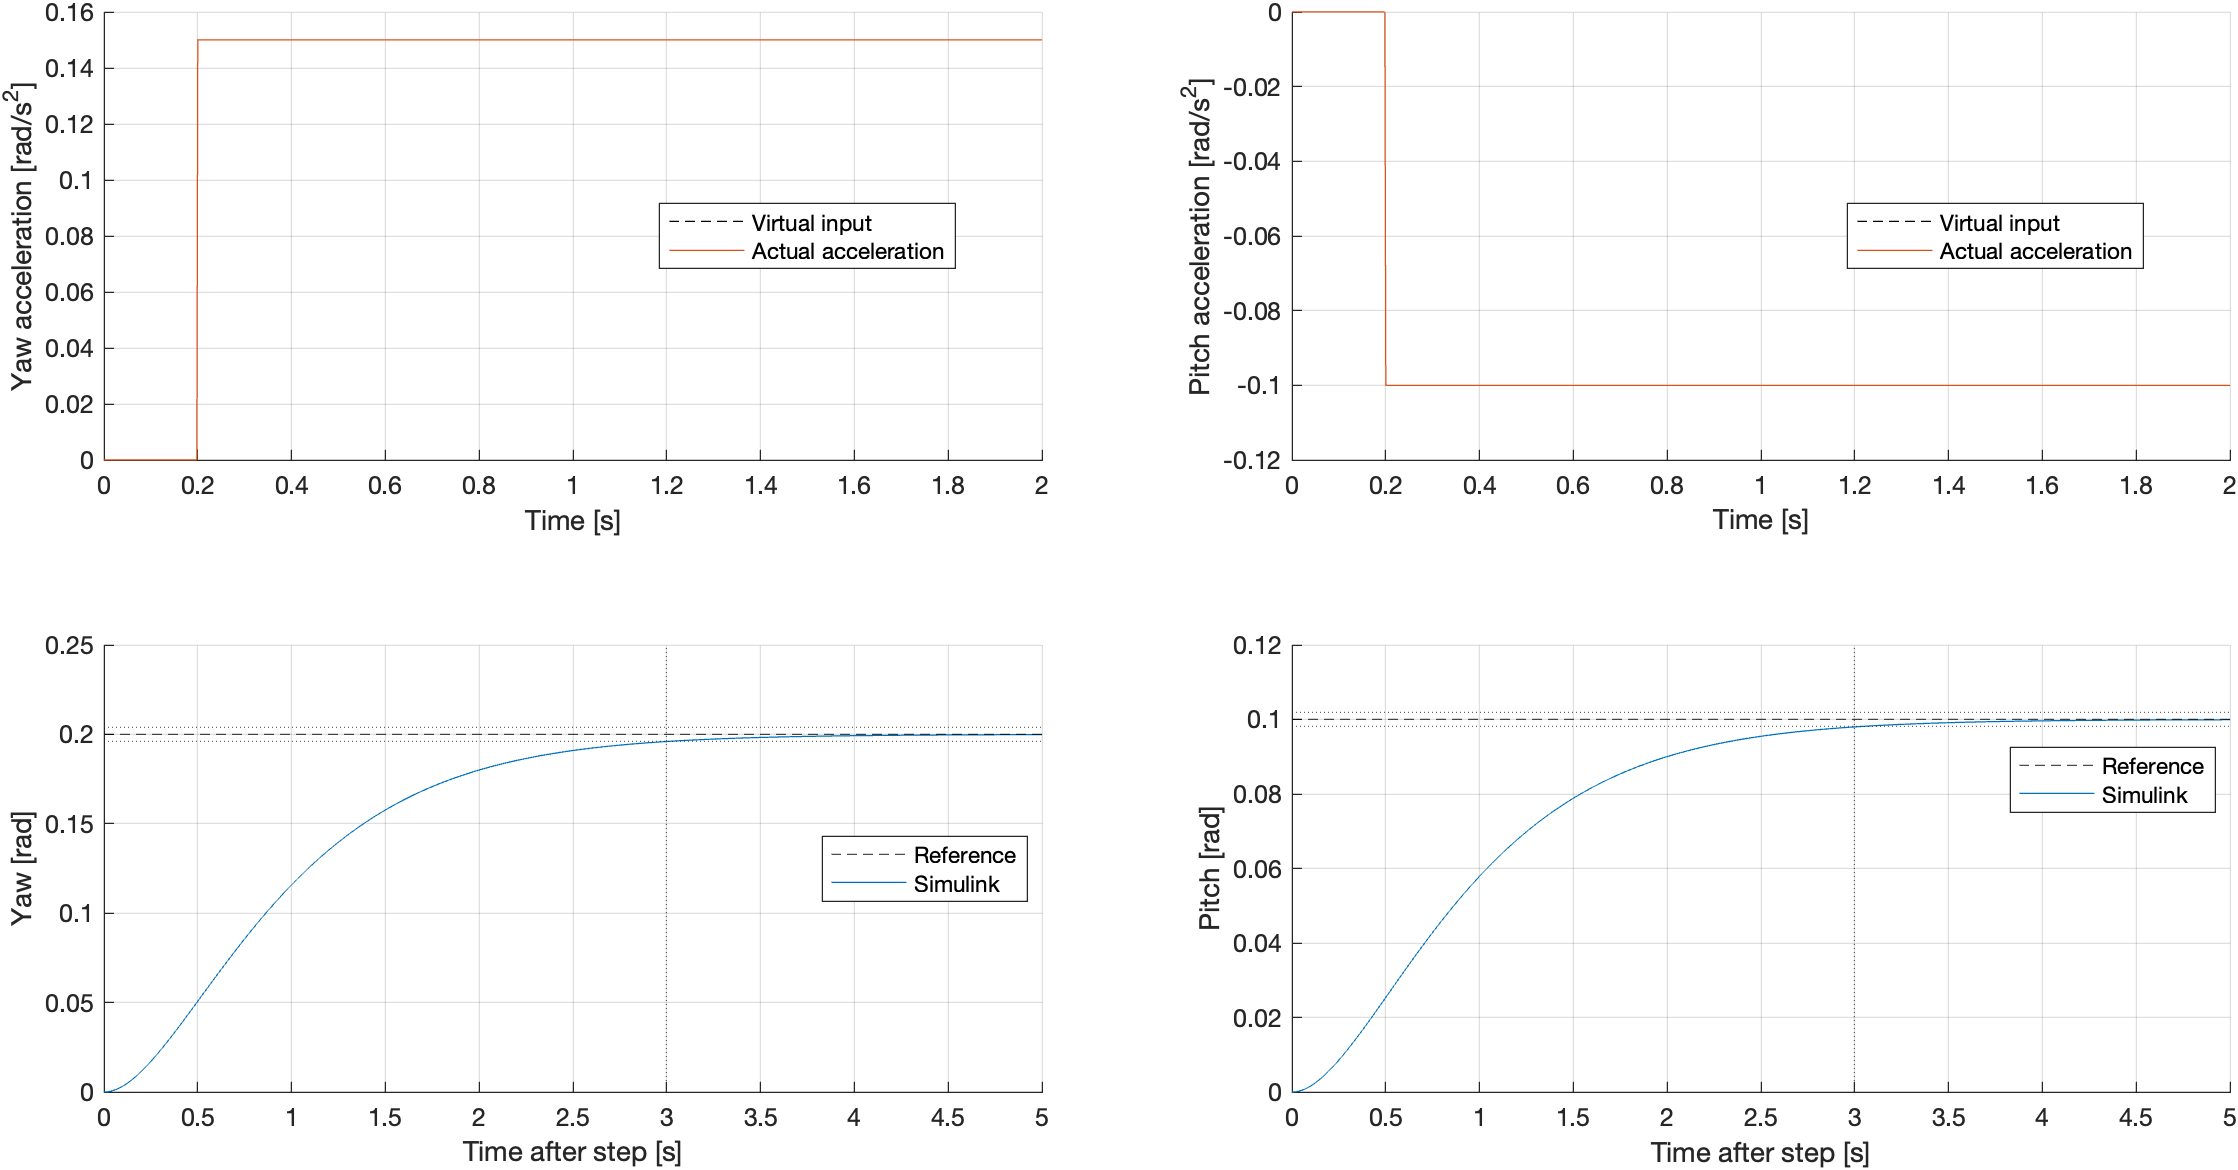 0.16
0.14
0.12
0.1
0.08
0.06
0.04
0.02
0
Yaw acceleration [rad/s²]
Virtual input
Actual acceleration
0 0.2 0.4 0.6 0.8 1 1.2 1.4 1.6 1.8 2
Time [s]
0
-0.02
-0.04
-0.06
-0.08
-0.1
-0.12
Pitch acceleration [rad/s²]
Virtual input
Actual acceleration
0 0.2 0.4 0.6 0.8 1 1.2 1.4 1.6 1.8 2
Time [s]
0.25
0.2
0.15
0.1
0.05
0
Yaw [rad]
Reference
Simulink
0 0.5 1 1.5 2 2.5 3 3.5 4 4.5 5
Time after step [s]
0.12
0.1
0.08
0.06
0.04
0.02
0
Pitch [rad]
Reference
Simulink
0 0.5 1 1.5 2 2.5 3 3.5 4 4.5 5
Time after step [s]